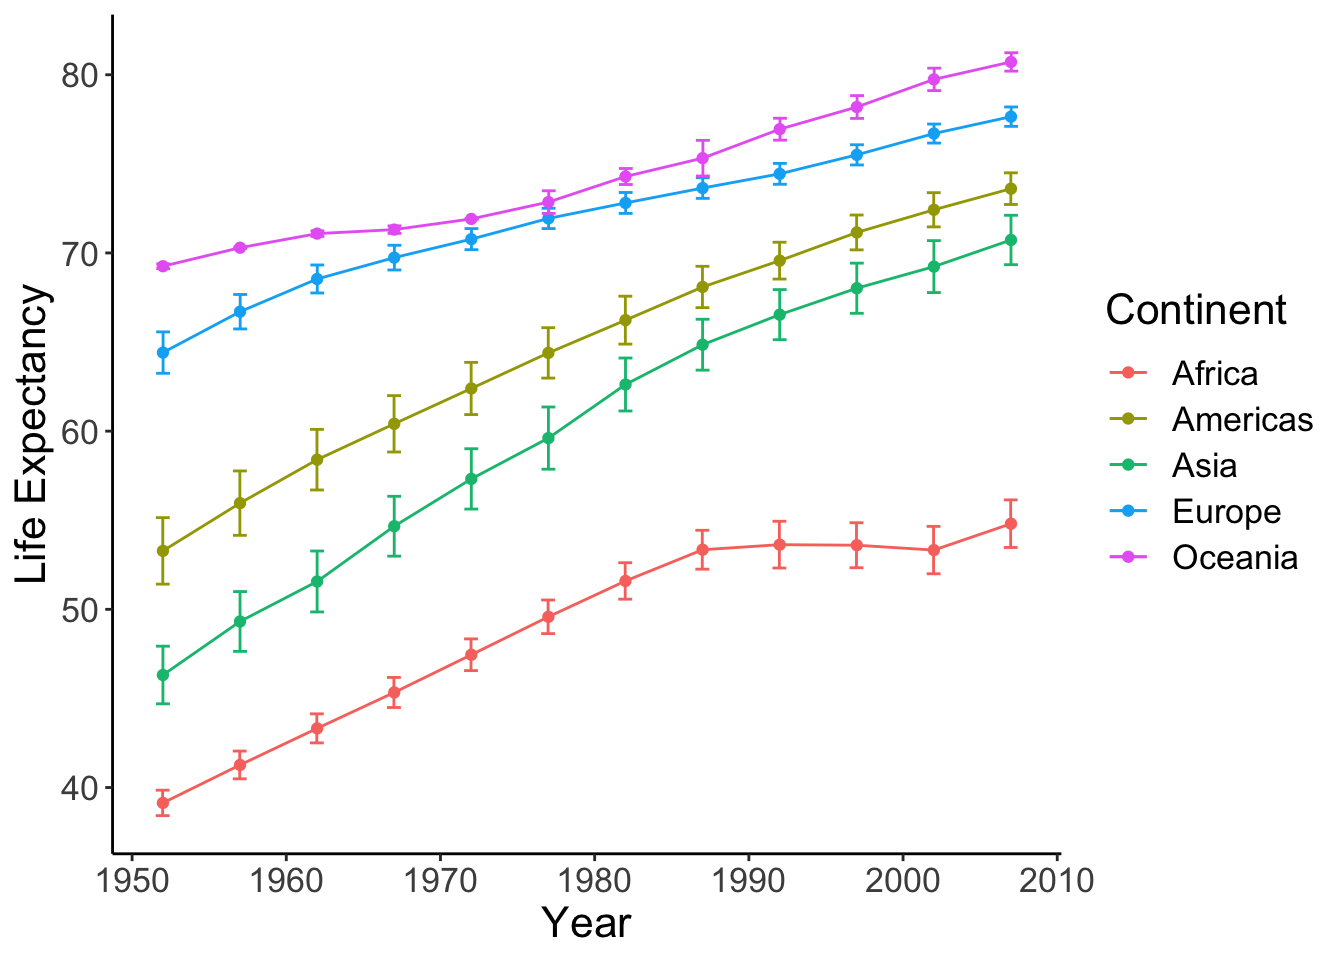 80
70
60
50
40
Life Expectancy
1950 1960 1970 1980 1990 2000 2010
Year
Continent
Africa
Americas
Asia
Europe
Oceania